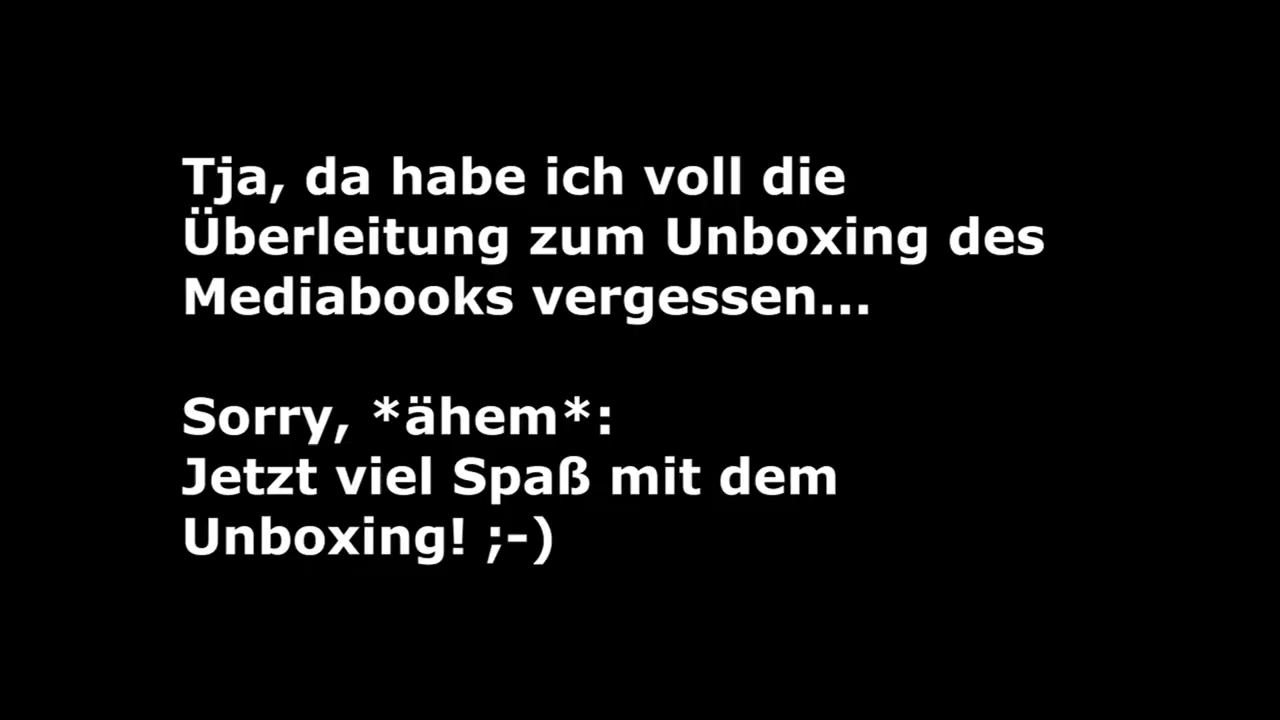 Tja, da habe ich voll die
Überleitung zum Unboxing des
Mediabooks vergessen...
Sorry, *ähem*:
Jetzt viel Spaß mit dem
Unboxing! ;-)